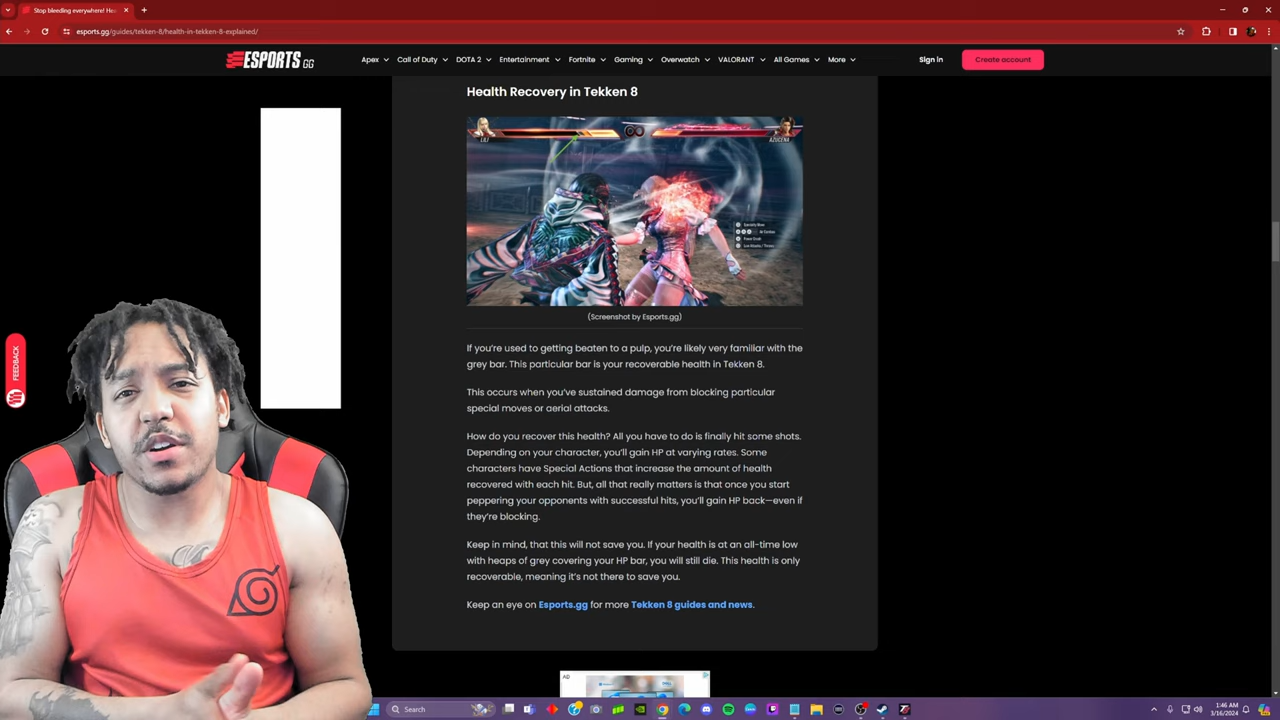 Stop bleeding everywhere! Hea
esports.gg/guides/tekken-8/health-in-tekken-8-explained/
ESPORTS GG
Apex
Call of Duty
DOTA 2
Entertainment
Fortnite
Gaming
Overwatch
VALORANT
All Games
More
Sign in
Create account
Health Recovery in Tekken 8
LILI
AZUCENA
Power Crush
(Screenshot by Esports.gg)
If you're used to getting beaten to a pulp, you're likely very familiar with the
grey bar. This particular bar is your recoverable health in Tekken 8.
This occurs when you've sustained damage from blocking particular
special moves or aerial attacks.
How do you recover this health? All you have to do is finally hit some shots.
Depending on your character, you'll gain HP at varying rates. Some
characters have Special Actions that increase the amount of health
recovered with each hit. But, all that really matters is that once you start
peppering your opponents with successful hits, you'll gain HP back—even if
they're blocking.
Keep in mind, that this will not save you. If your health is at an all-time low
with heaps of grey covering your HP bar, you will still die. This health is only
recoverable, meaning it's not there to save you.
Keep an eye on Esports.gg for more Tekken 8 guides and news.
FEEDBACK
AD
Search
1:46 AM
3/16/2024